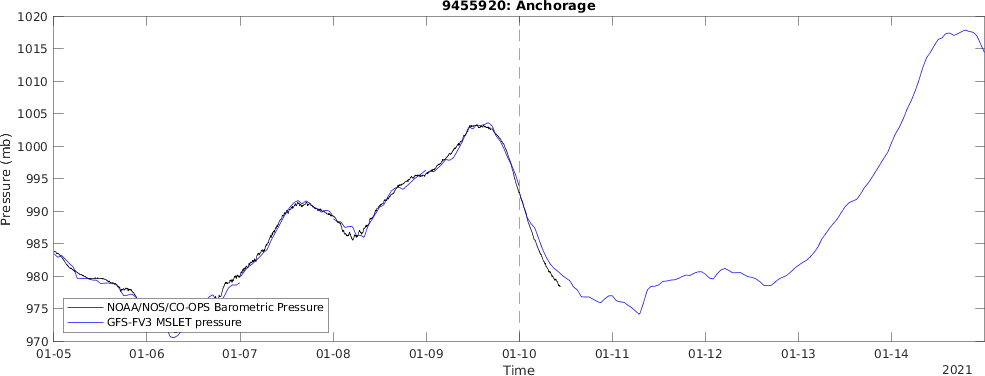 9455920: Anchorage
Pressure (mb)
1020
1015
1010
1005
1000
995
990
985
980
975
970
NOAA/NOS/CO-OPS Barometric Pressure
GFS-FV3 MSLET pressure
01-05 01-06 01-07 01-08 01-09 01-10 01-11 01-12 01-13 01-14
Time
2021